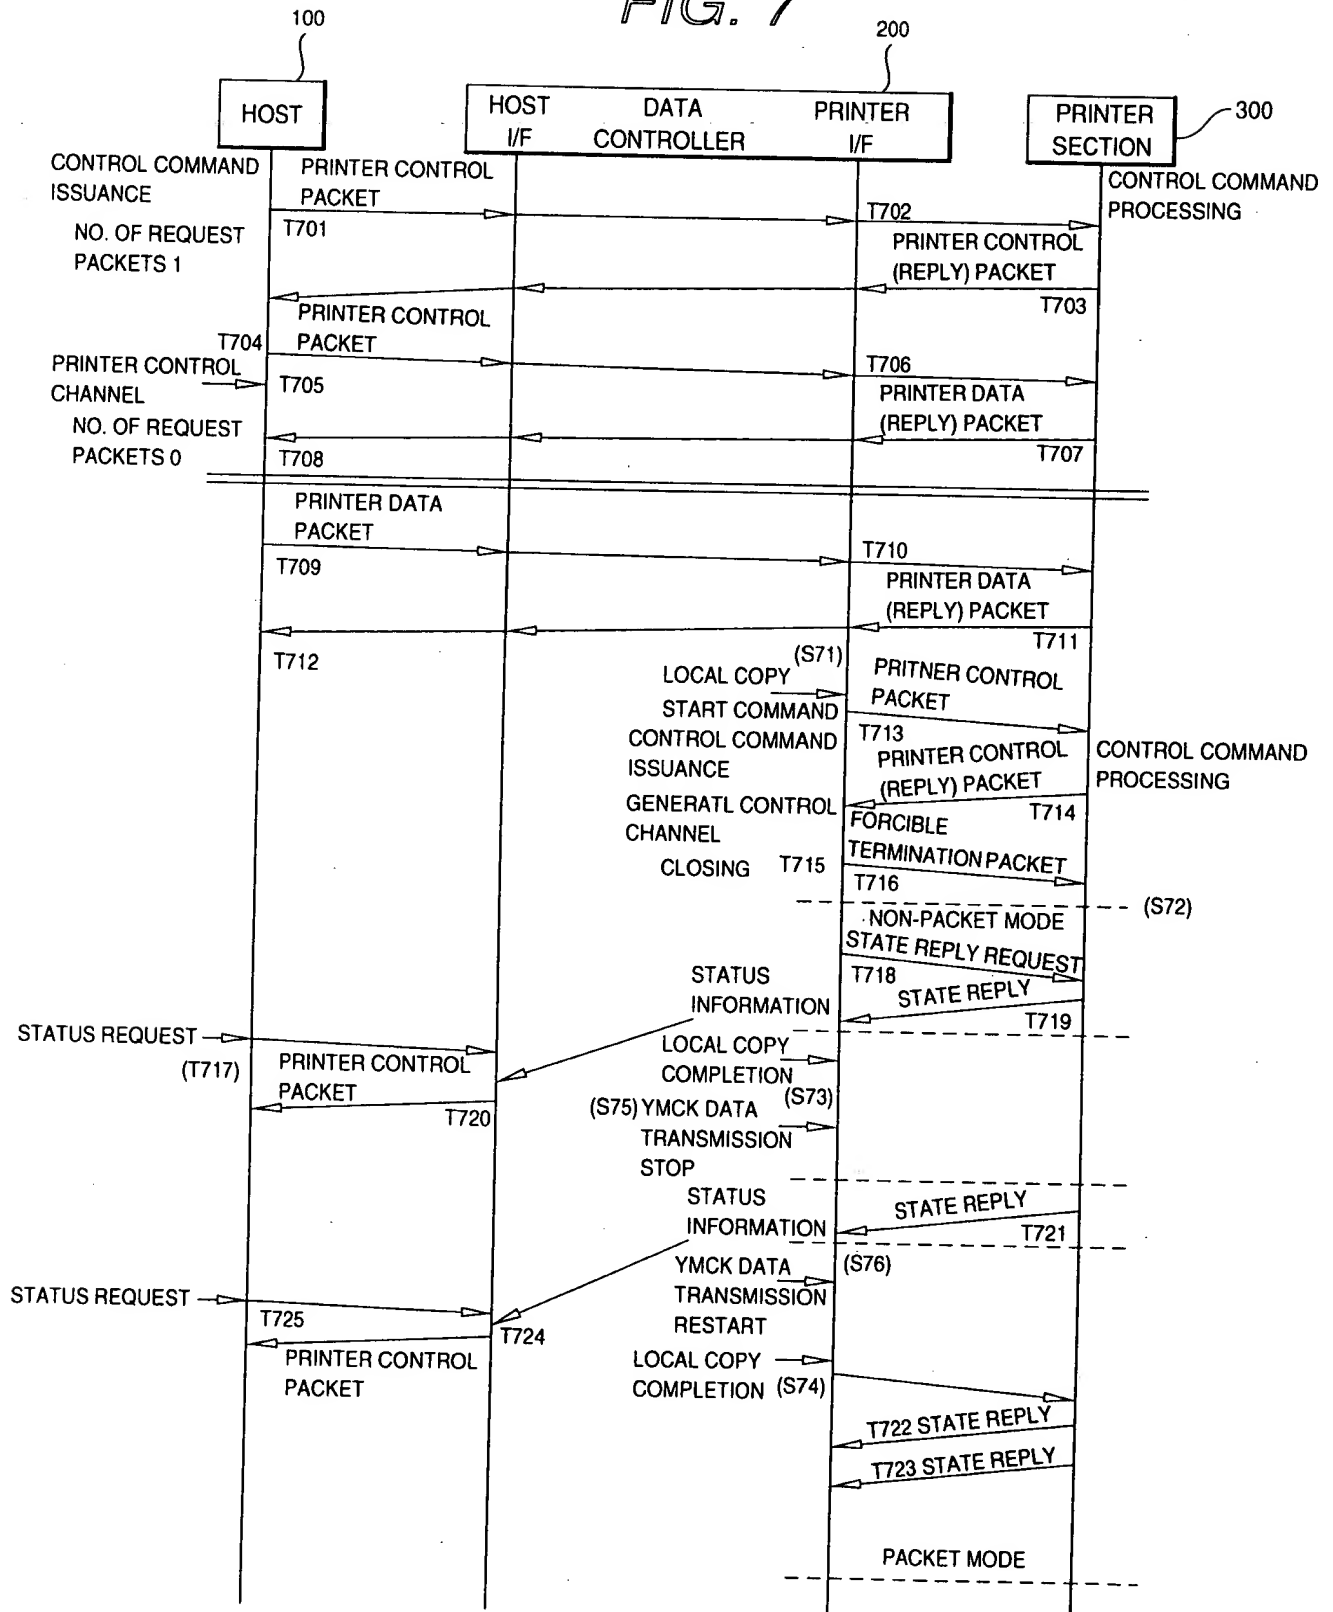 FIG. 7
100
200
HOST
HOST I/F
DATA CONTROLLER
PRINTER I/F
PRINTER SECTION
300
CONTROL COMMAND
ISSUANCE
PRINTER CONTROL
PACKET
CONTROL COMMAND
PROCESSING
T701
T702
NO. OF REQUEST
PACKETS 1
PRINTER CONTROL
(REPLY) PACKET
T703
PRINTER CONTROL
PACKET
T704
PRINTER CONTROL
CHANNEL
T705
T706
PRINTER DATA
(REPLY) PACKET
NO. OF REQUEST
PACKETS 0
T707
T708
PRINTER DATA
PACKET
T709
T710
PRINTER DATA
(REPLY) PACKET
T711
T712
(S71)
LOCAL COPY
START COMMAND
PRITNER CONTROL
PACKET
T713
CONTROL COMMAND
ISSUANCE
PRINTER CONTROL
(REPLY) PACKET
CONTROL COMMAND
PROCESSING
T714
GENERATL CONTROL
CHANNEL
CLOSING
T715
FORCIBLE
TERMINATION PACKET
T716
(S72)
NON-PACKET MODE
STATE REPLY REQUEST
T718
STATUS
INFORMATION
STATE REPLY
T719
STATUS REQUEST
(T717)
PRINTER CONTROL
PACKET
LOCAL COPY
COMPLETION
(S73)
T720
(S75) YMCK DATA
TRANSMISSION
STOP
STATUS
INFORMATION
STATE REPLY
T721
(S76)
YMCK DATA
TRANSMISSION
RESTART
STATUS REQUEST
T725
T724
PRINTER CONTROL
PACKET
LOCAL COPY
COMPLETION (S74)
T722 STATE REPLY
T723 STATE REPLY
PACKET MODE